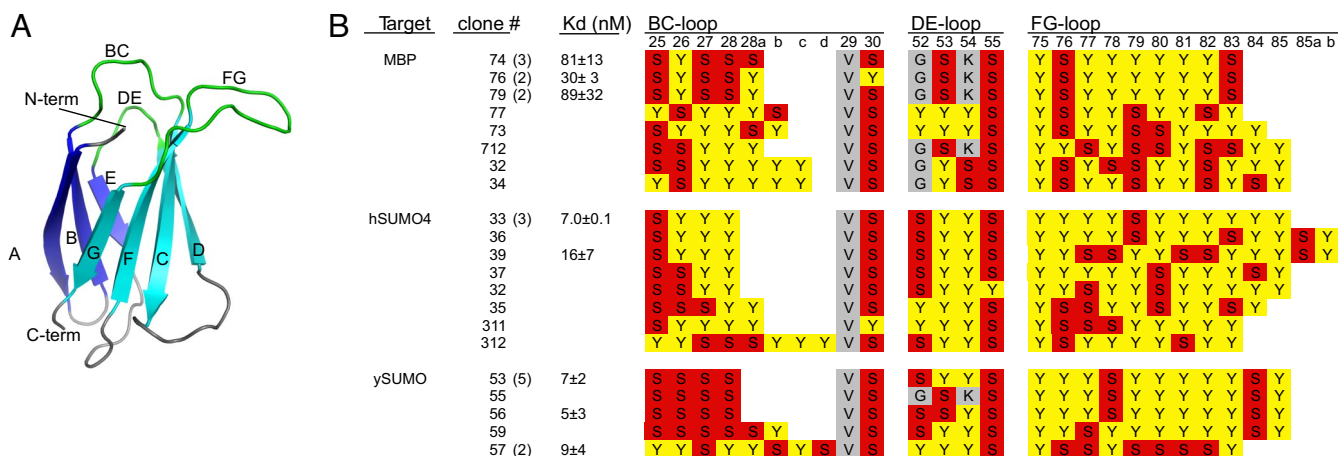 A
BC
FG
DE
N-term
E
A
B
G
F
C
D
C-term
B
Target clone # Kd (nM) BC-loop DE-loop FG-loop
25 26 27 28 28a b c d 29 30 52 53 54 55 75 76 77 78 79 80 81 82 83 84 85 85a b
MBP 74 (3) 81±13 S Y S S S V S G S K S Y S Y Y Y Y Y Y S
76 (2) 30± 3 S Y S S Y V Y G S K S Y S Y Y Y Y Y Y S
79 (2) 89±32 S Y S S Y V S G S K S Y S Y Y Y Y Y Y S
77 Y S Y Y Y S V S Y Y Y S Y S Y Y S Y Y S Y
73 S Y Y Y S Y V S Y Y Y S Y S Y Y S S Y Y Y Y
712 S S Y Y Y V S G S K S Y Y S Y S S Y S S Y Y
32 S S Y Y Y Y Y V S G Y S S Y S Y S S Y Y S Y Y
34 Y S Y Y Y Y Y V S G Y S S Y S Y Y S Y Y S Y S Y
hSUMO4 33 (3) 7.0±0.1 S Y Y Y V S S Y Y S Y Y Y Y S Y Y Y Y
36 S Y Y Y V S S Y Y S Y Y Y Y S Y Y Y S Y Y S Y
39 16±7 S Y Y Y V S S Y Y S Y Y S S Y Y S S Y Y Y S Y
37 S S Y Y V S S Y Y S Y Y Y Y Y S Y Y Y S Y
32 S S Y Y V S S Y Y Y Y Y S Y Y S Y Y Y Y Y
35 S S S Y Y V S Y Y Y S Y S S Y Y S Y Y S Y
311 S Y Y Y Y V Y Y Y Y S Y S S S Y Y Y Y Y
312 Y Y S S S Y Y Y V S Y Y Y S Y S Y Y Y Y S Y Y
ySUMO 53 (5) 7±2 S S S S V S S Y Y S Y Y Y S Y Y Y Y Y S Y
55 S S S S V S G S K S Y Y Y S Y Y Y Y Y S Y
56 5±3 S S S S V S S S Y S Y Y Y S Y Y Y Y Y S Y
59 S S S S S Y V S S Y Y S Y Y S Y Y Y Y Y Y S Y
57 (2) 9±4 Y Y S Y Y S Y S V S Y Y Y S Y S S Y S S S S Y